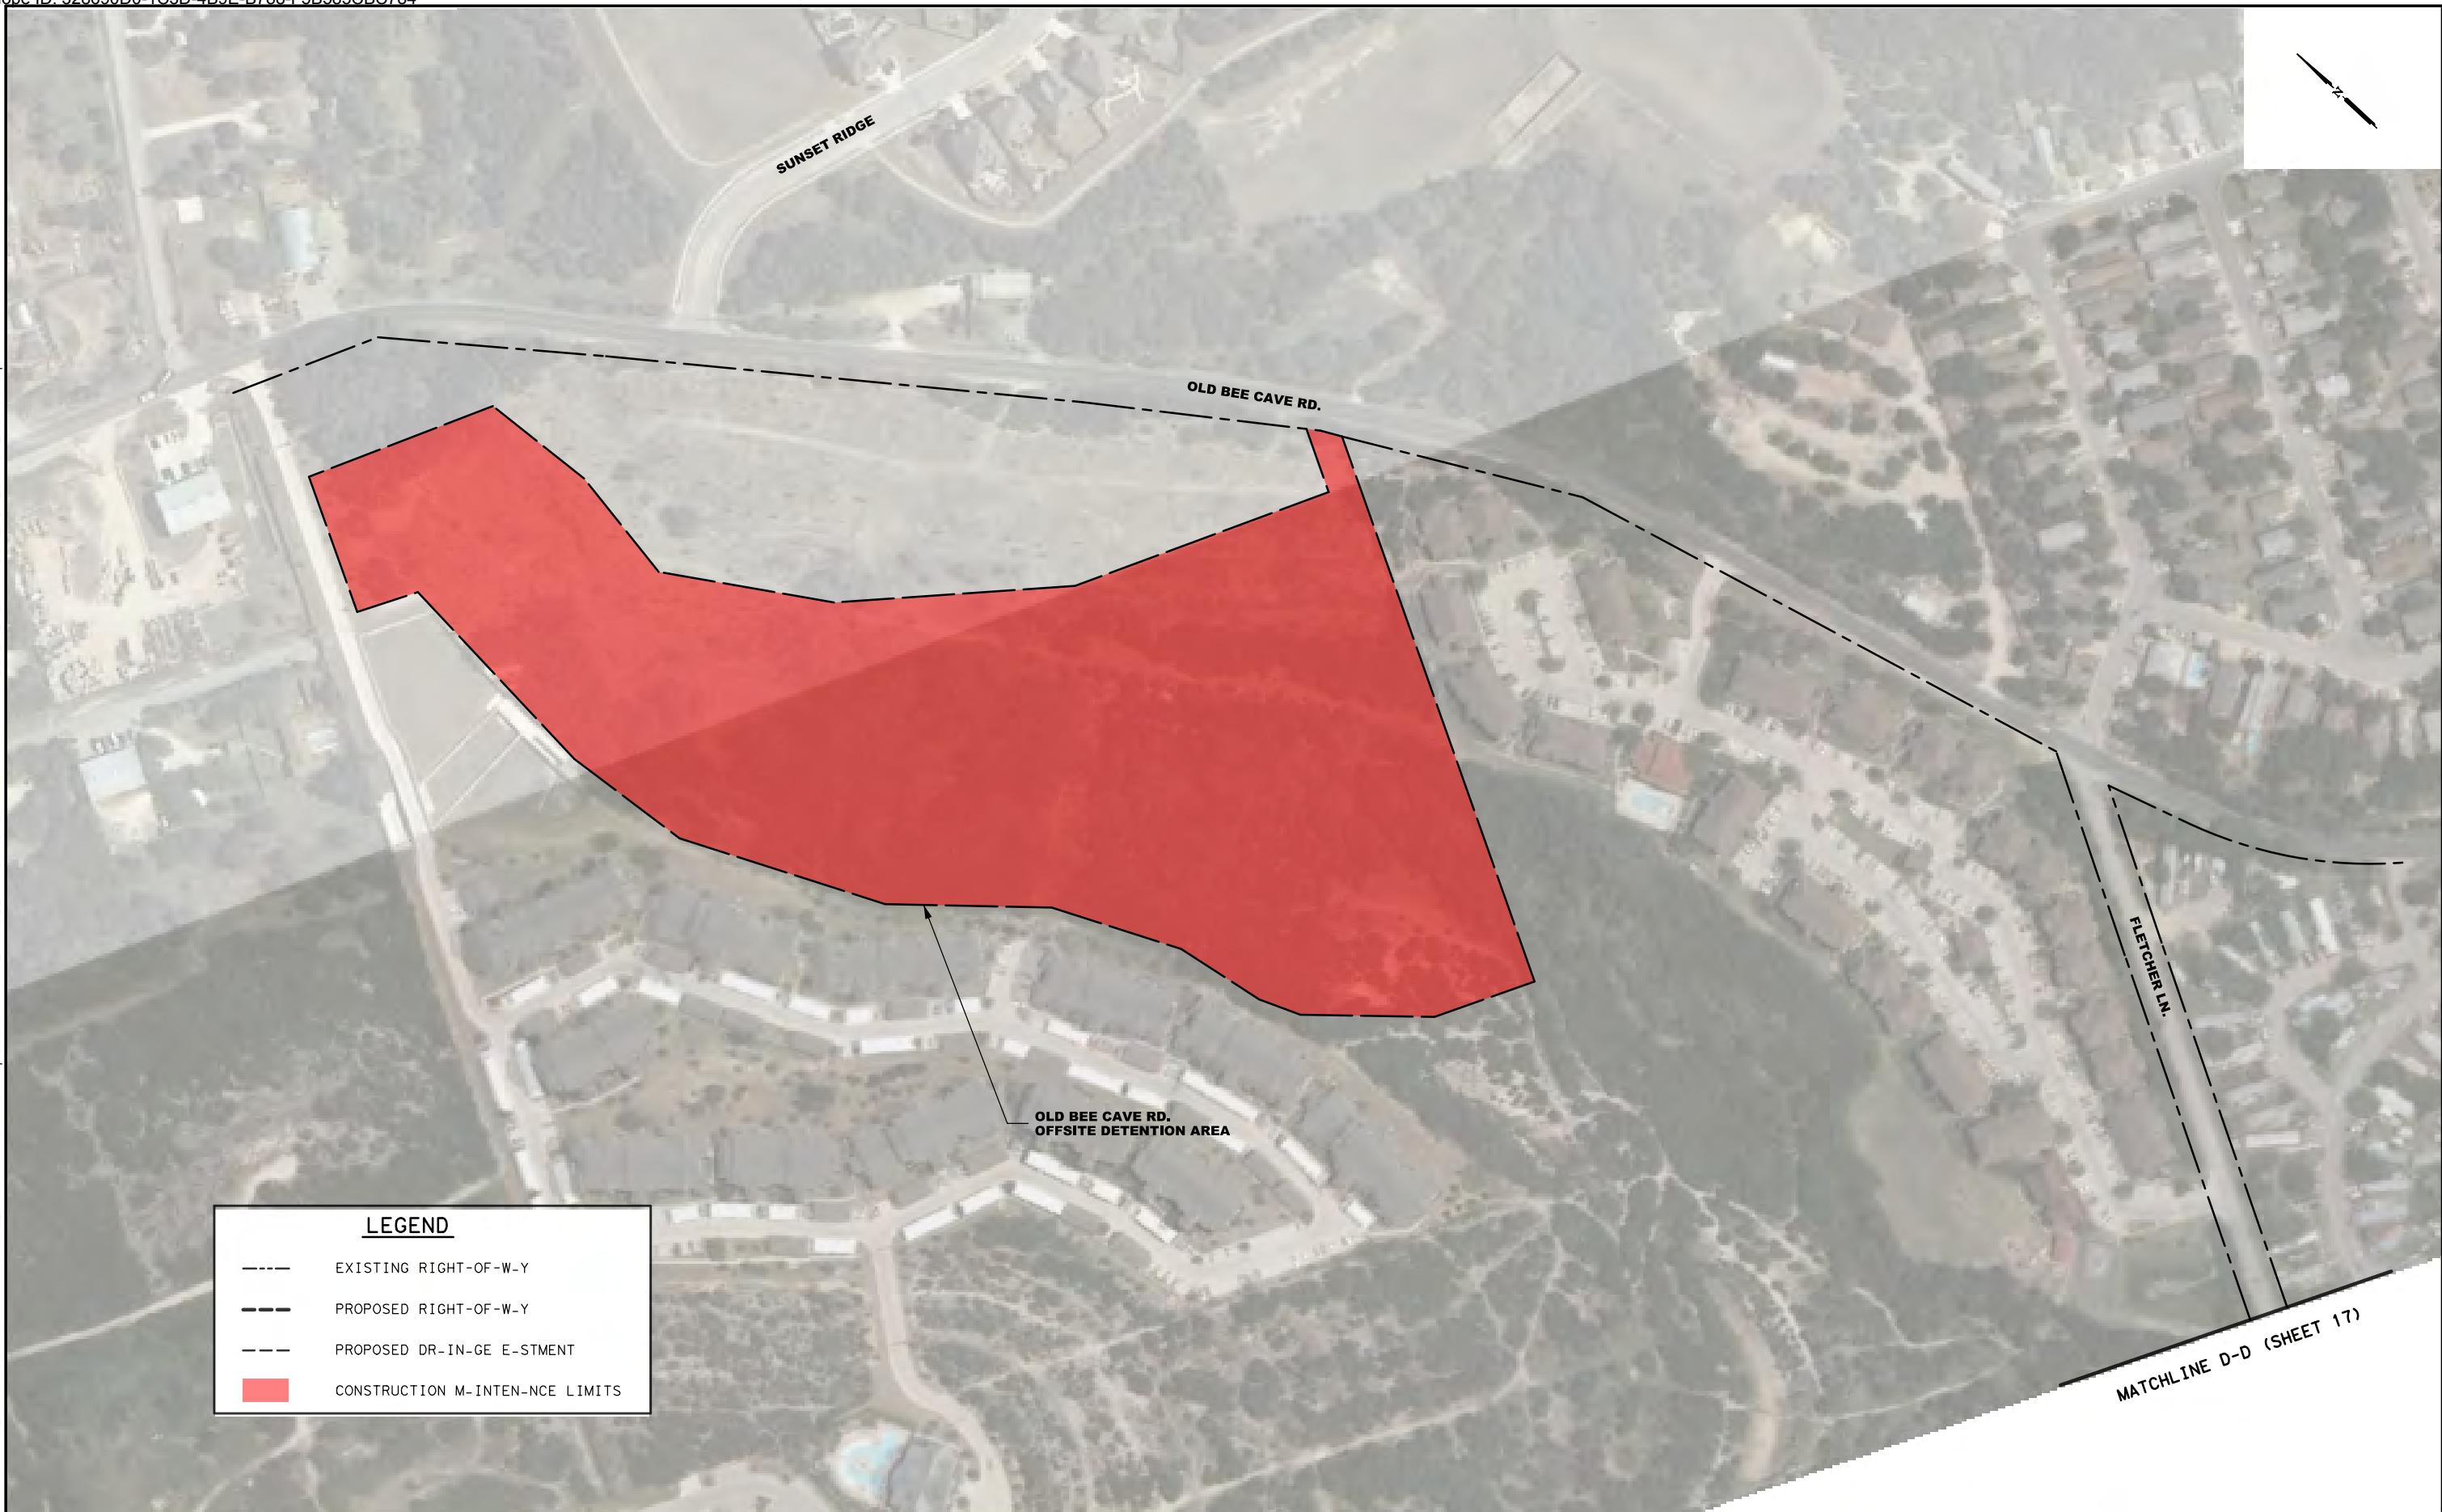 SUNSET RIDGE
OLD BEE CAVE RD.
FLETCHER LN.
OLD BEE CAVE RD.
OFFSITE DETENTION AREA
LEGEND
EXISTING RIGHT-OF-W-Y
PROPOSED RIGHT-OF-W-Y
PROPOSED DR-IN-GE E-STMENT
CONSTRUCTION M-INTEN-NCE LIMITS
MATCHLINE D-D (SHEET 17)
N